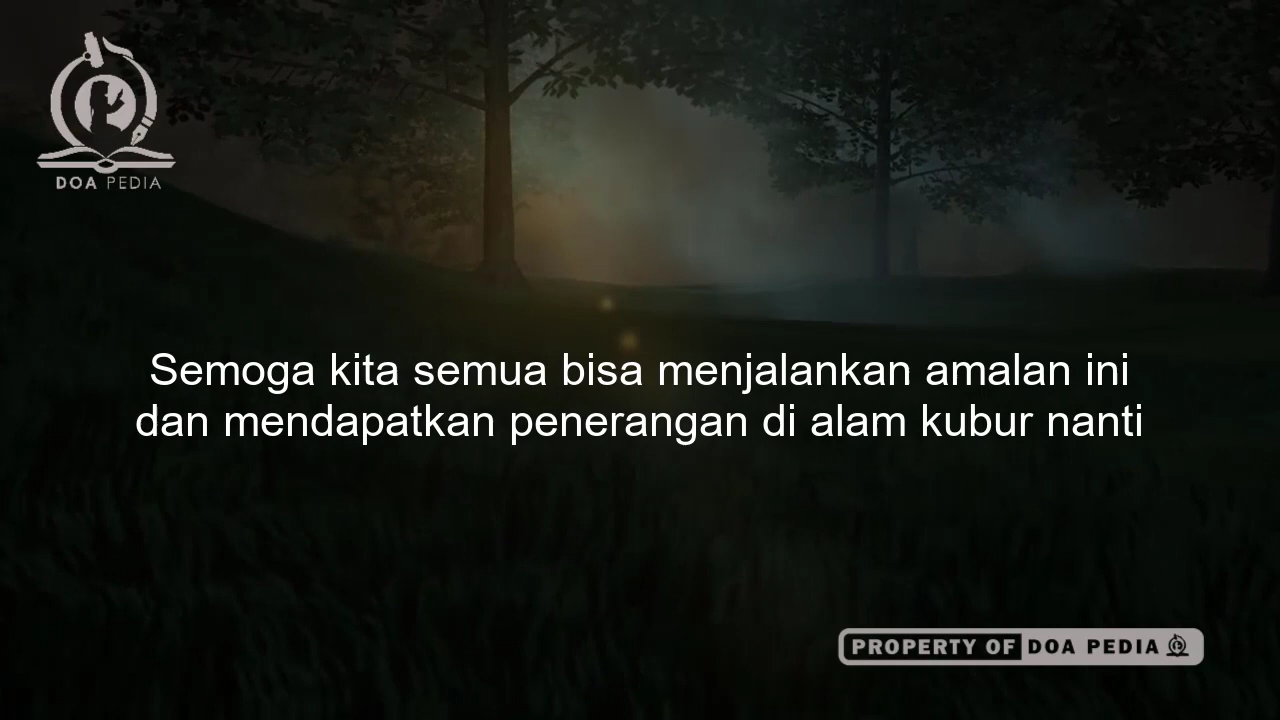 DOA PEDIA
Semoga kita semua bisa menjalankan amalan ini
dan mendapatkan penerangan di alam kubur nanti
PROPERTY OF DOA PEDIA